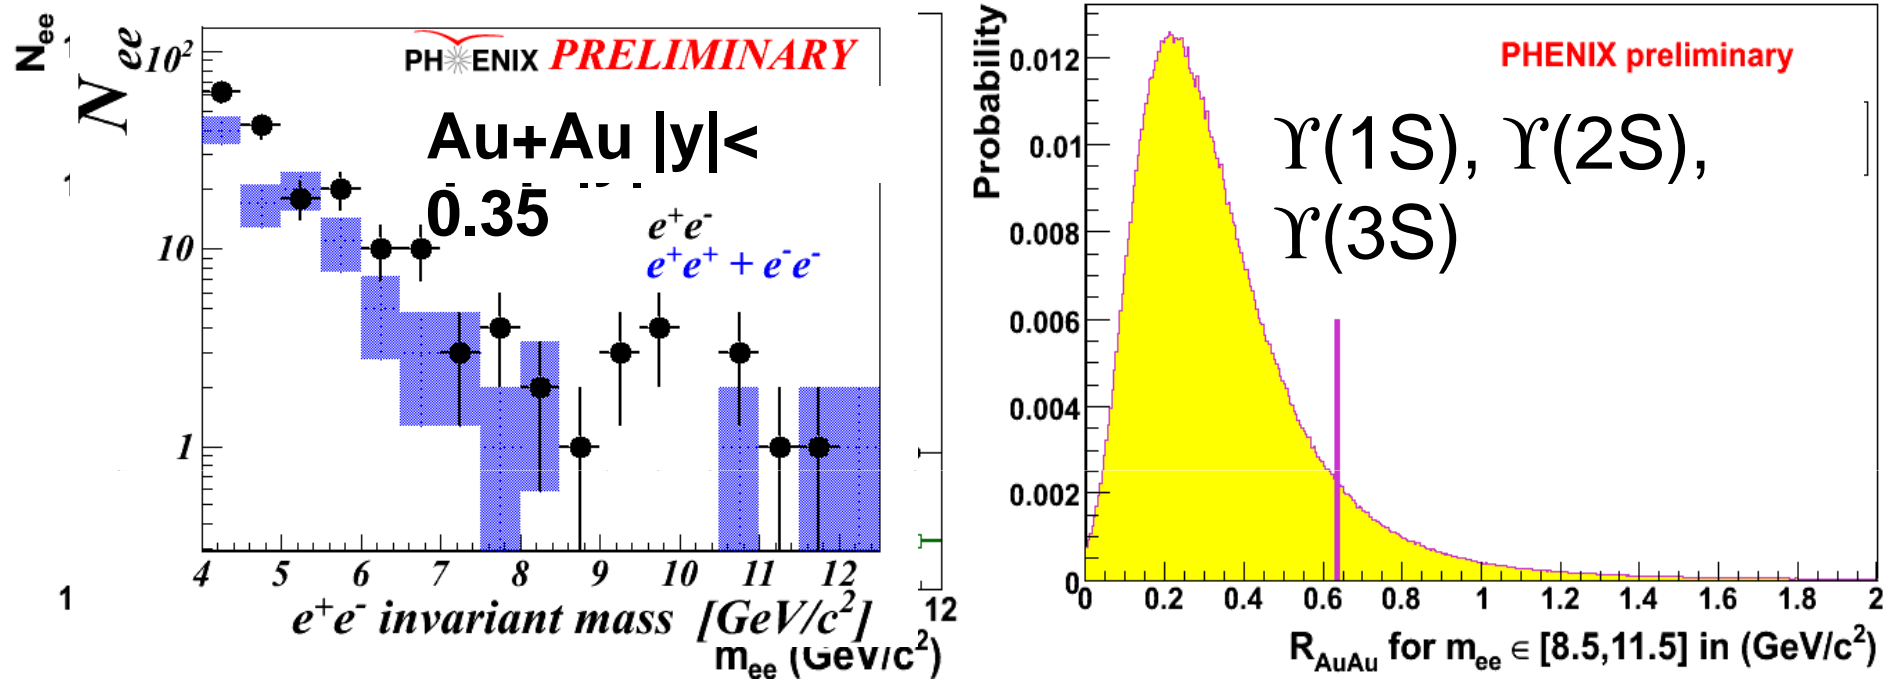 N_ee
N_ee
10²
10
1
PHENIX PRELIMINARY
Au+Au |y|<
0.35
e⁺e⁻
e⁺e⁺ + e⁻e⁻
4 5 6 7 8 9 10 11 12
e⁺e⁻ invariant mass [GeV/c²]
1
12
m_ee (GeV/c²)
Probability
0.012
0.01
0.008
0.006
0.004
0.002
0
PHENIX preliminary
ϒ(1S), ϒ(2S),
ϒ(3S)
0 0.2 0.4 0.6 0.8 1 1.2 1.4 1.6 1.8 2
R_AuAu for m_ee ∈ [8.5,11.5] in (GeV/c²)